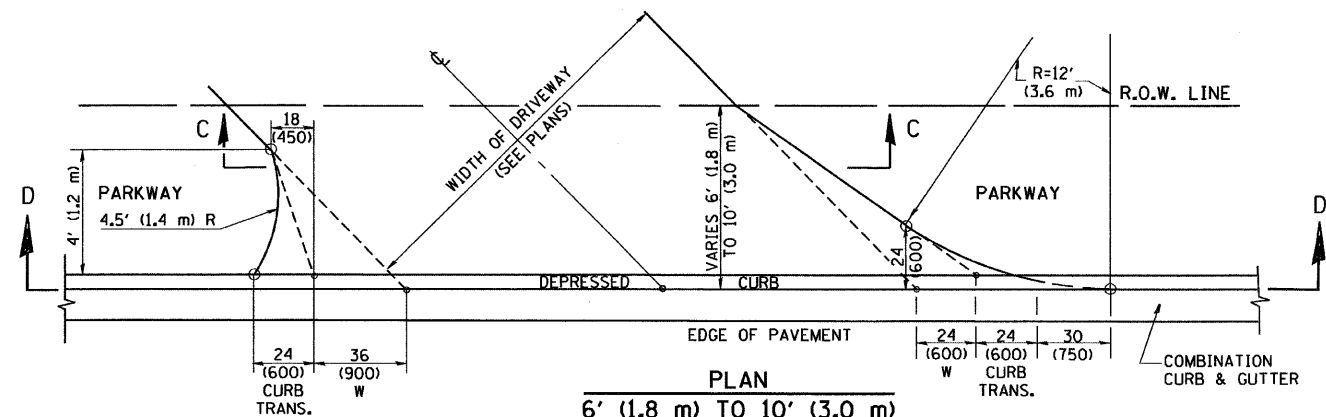 18
(450)
C
4' (1.2 m)
PARKWAY
4.5' (1.4 m) R
D
℄
WIDTH OF DRIVEWAY
(SEE PLANS)
VARIES 6' (1.8 m)
TO 10' (3.0 m)
R=12'
(3.6 m)
R.O.W. LINE
C
PARKWAY
24
(600)
D
DEPRESSED CURB
EDGE OF PAVEMENT
24
(600)
CURB
TRANS.
36
(900)
W
24
(600)
W
24
(600)
CURB
TRANS.
30
(750)
COMBINATION
CURB & GUTTER
PLAN
6' (1.8 m) TO 10' (3.0 m)